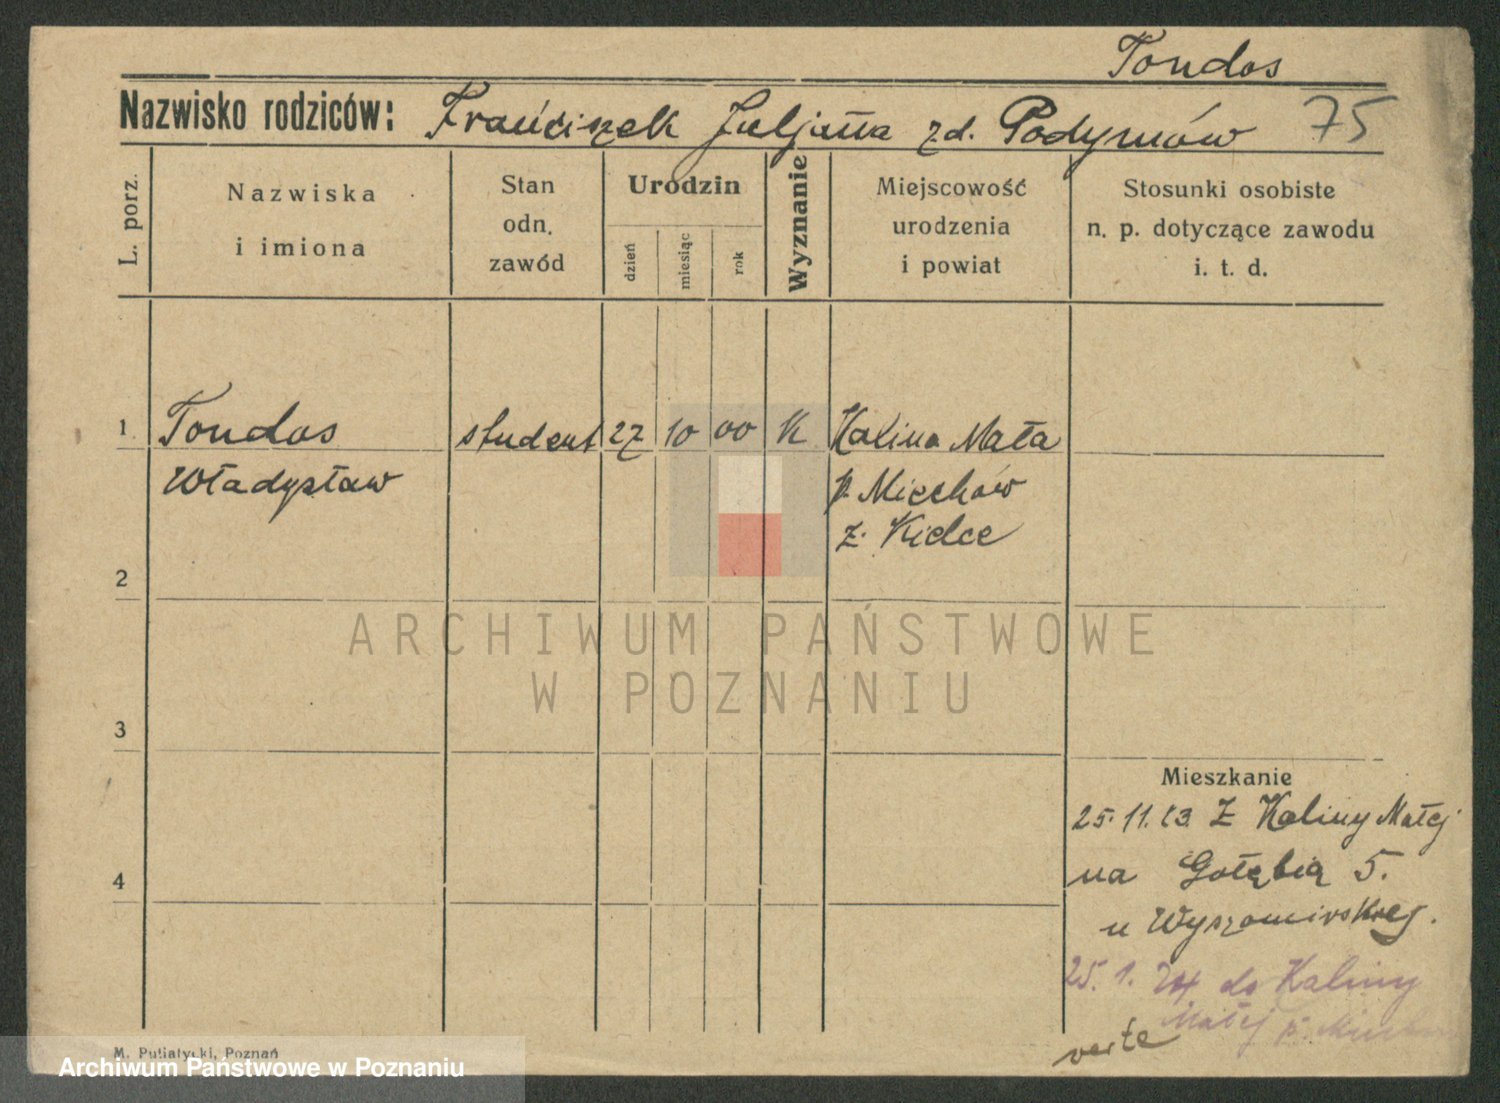 Tondos
Nazwisko rodziców: Franciszek Juljanna zd. Podymów 75
L. porz.
Nazwiska
i imiona
Stan
odn.
zawód
Urodzin
dzień
miesiąc
rok
Wyznanie
Miejscowość
urodzenia
i powiat
Stosunki osobiste
n. p. dotyczące zawodu
i. t. d.
1 Tondos student 27 10 00 K Kalina Mała
Władysław p. Miechów
z. Kielce
2
ARCHIWUM PAŃSTWOWE
W POZNANIU
3
Mieszkanie
25.11.23 Z Kaliny Małej
4 na Gołębią 5.
u Wyszomirskiej.
25. 1. 24 do Kaliny
Małej p.
verte
M. Putiatycki, Poznań
Archiwum Państwowe w Poznaniu